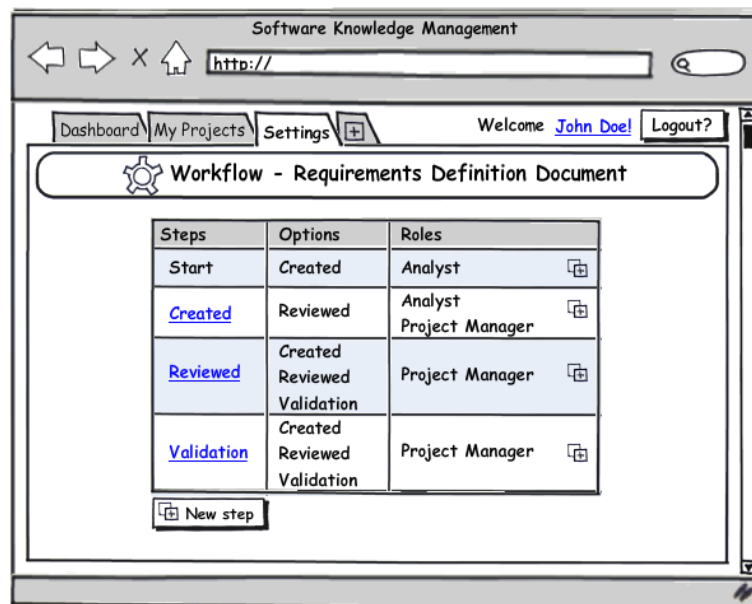 Software Knowledge Management
http://
Dashboard My Projects Settings Welcome John Doe! Logout?
Workflow - Requirements Definition Document
Steps Options Roles
Start Created Analyst
Created Reviewed Analyst
Project Manager
Reviewed Created
Reviewed
Validation Project Manager
Validation Created
Reviewed
Validation Project Manager
New step